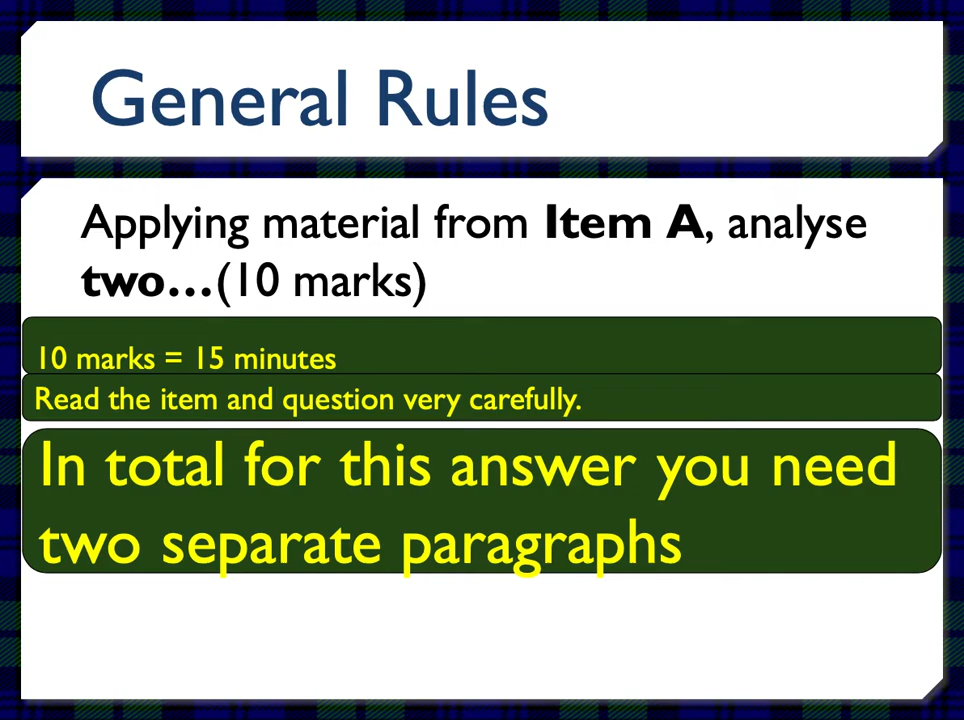 General Rules
Applying material from Item A, analyse
two…(10 marks)
10 marks = 15 minutes
Read the item and question very carefully.
In total for this answer you need
two separate paragraphs